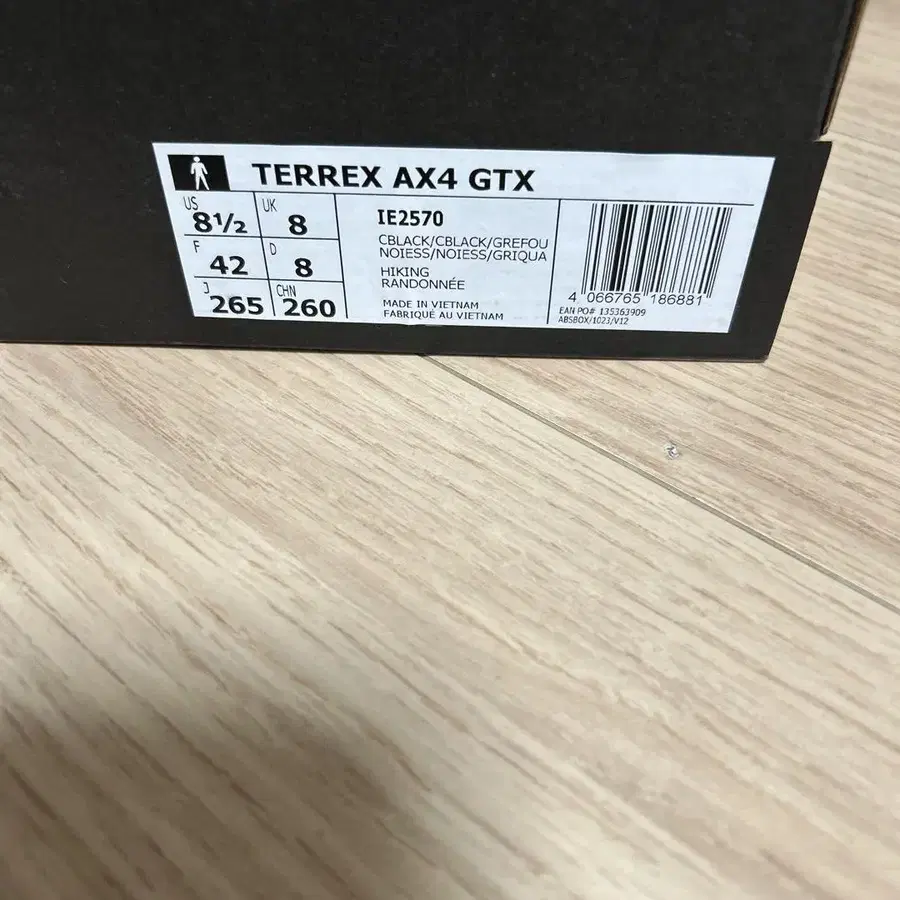 TERREX AX4 GTX
US 8½ UK 8
F 42 D 8
J 265 CHN 260
IE2570
CBLACK/CBLACK/GREFOU
NOIESS/NOIESS/GRIQUA
HIKING
RANDONNÉE
MADE IN VIETNAM
FABRIQUÉ AU VIETNAM
4 066765 186881
EAN PO# 135363909
ABSBOX/1023/V12